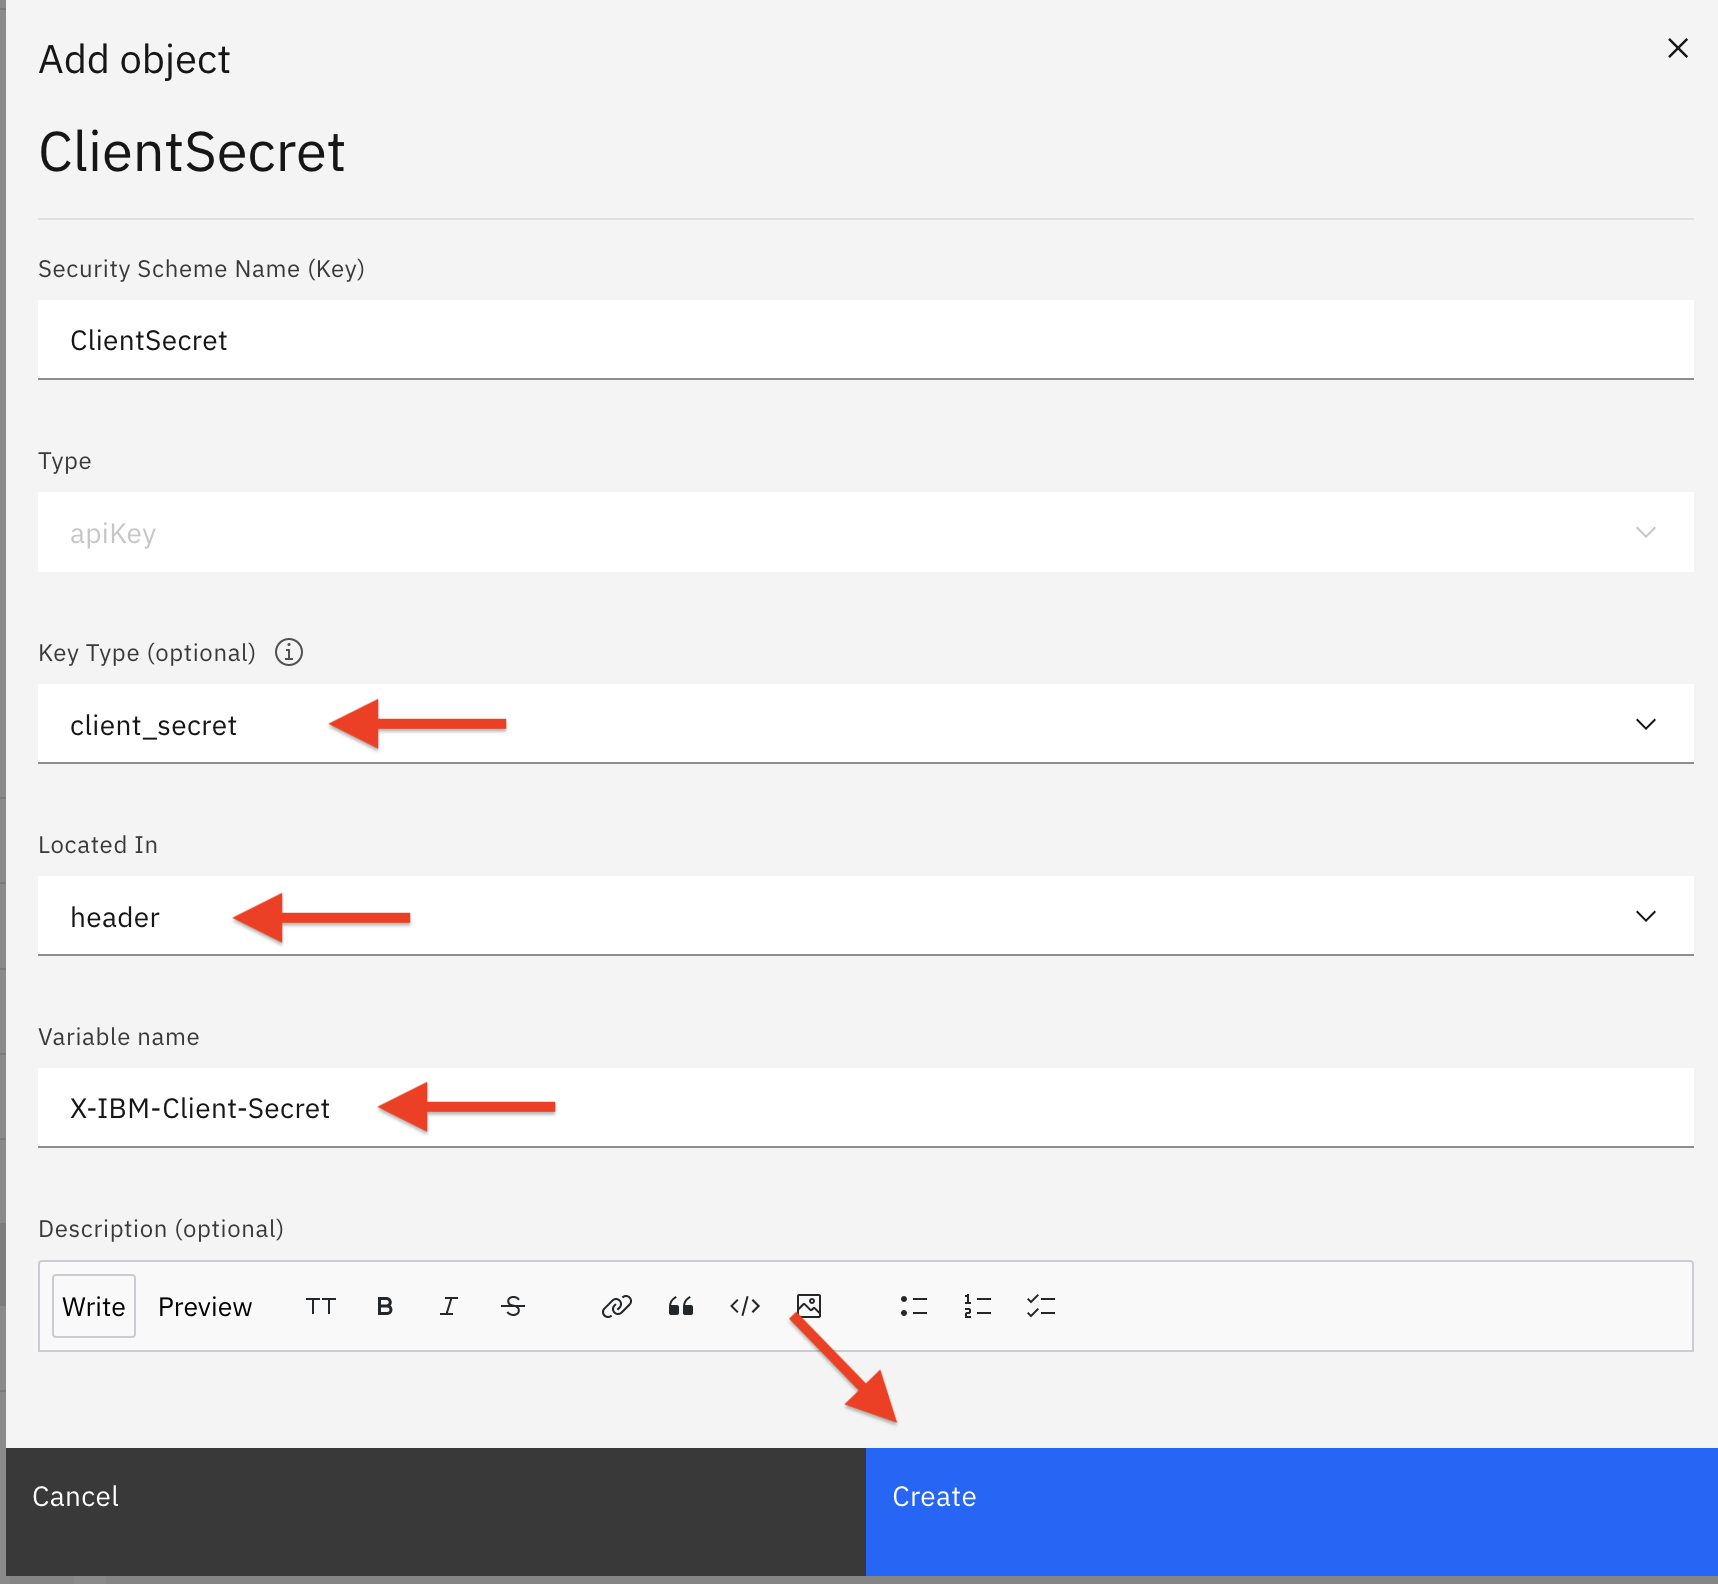 Add object
ClientSecret
Security Scheme Name (Key)
ClientSecret
Type
apiKey
Key Type (optional)
client_secret
Located In
header
Variable name
X-IBM-Client-Secret
Description (optional)
Write Preview TT B I S
Cancel Create